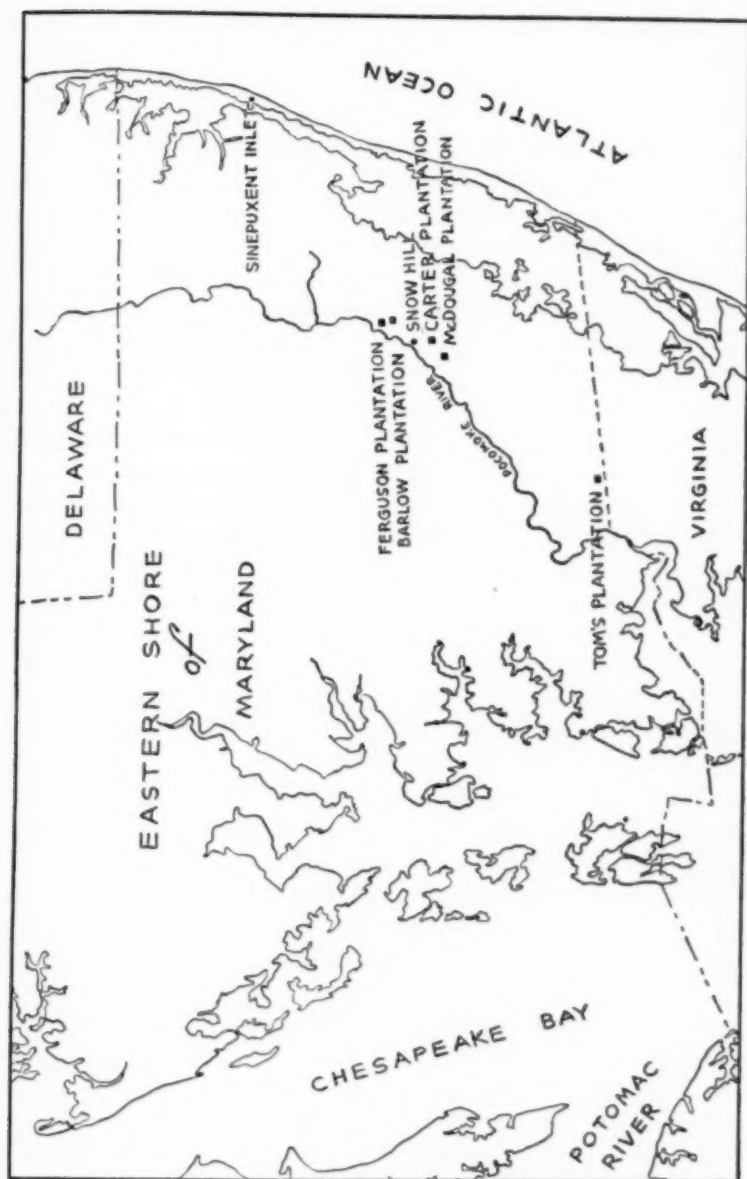 ATLANTIC OCEAN
DELAWARE
SINEPUXENT INLET
EASTERN SHORE
of
MARYLAND
FERGUSON PLANTATION
BARLOW PLANTATION
SNOW HILL
CARTER PLANTATION
McDOUGAL PLANTATION
POCOMOKE RIVER
TOM'S PLANTATION
VIRGINIA
CHESAPEAKE BAY
POTOMAC
RIVER